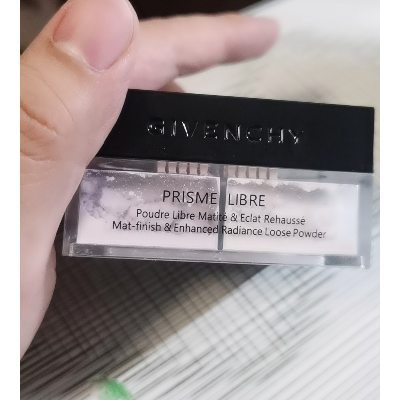 GIVENCHY
PRISME LIBRE
Poudre Libre Matité & Eclat Rehaussé
Mat-finish & Enhanced Radiance Loose Powder